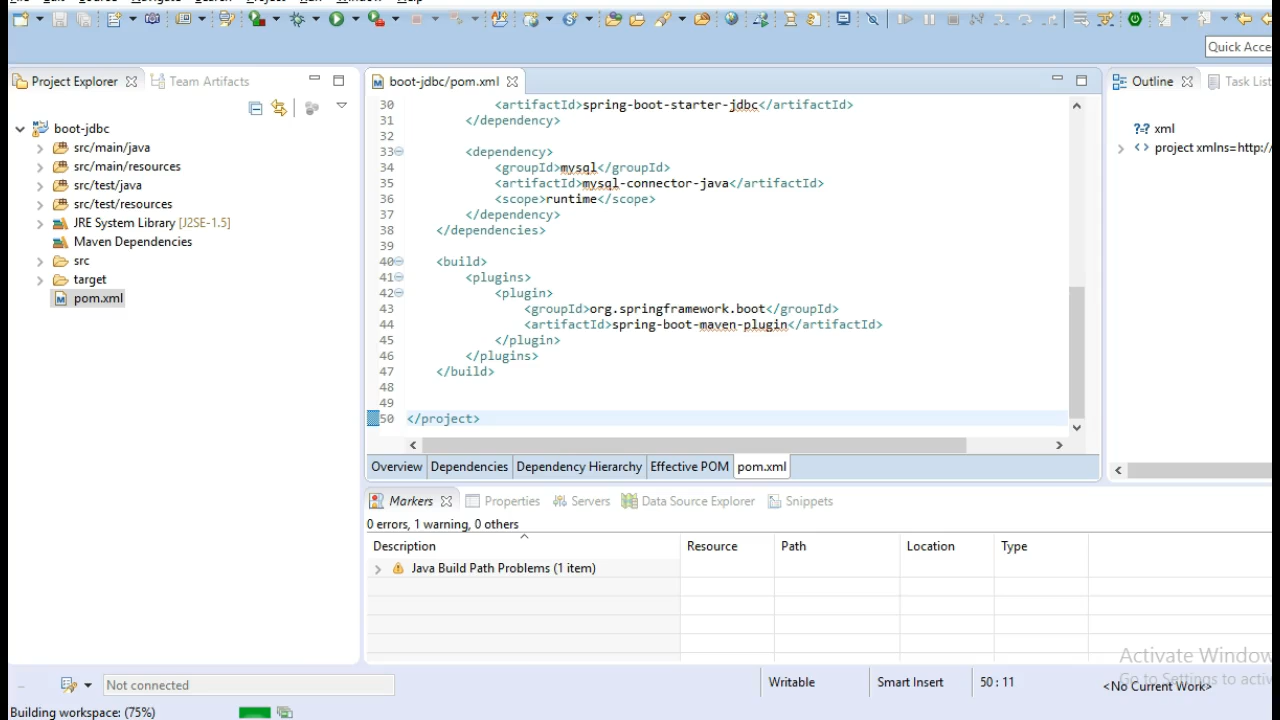 Quick Acce
Project Explorer
Team Artifacts
boot-jdbc
src/main/java
src/main/resources
src/test/java
src/test/resources
JRE System Library [J2SE-1.5]
Maven Dependencies
src
target
pom.xml
boot-jdbc/pom.xml
30 <artifactId>spring-boot-starter-jdbc</artifactId>
31 </dependency>
32
33 <dependency>
34 <groupId>mysql</groupId>
35 <artifactId>mysql-connector-java</artifactId>
36 <scope>runtime</scope>
37 </dependency>
38 </dependencies>
39
40 <build>
41 <plugins>
42 <plugin>
43 <groupId>org.springframework.boot</groupId>
44 <artifactId>spring-boot-maven-plugin</artifactId>
45 </plugin>
46 </plugins>
47 </build>
48
49
50 </project>
Overview Dependencies Dependency Hierarchy Effective POM pom.xml
Outline Task List
?-? xml
<> project xmlns=http:/
Markers Properties Servers Data Source Explorer Snippets
0 errors, 1 warning, 0 others
Description Resource Path Location Type
Java Build Path Problems (1 item)
Activate Window
Go to Settings to activ
Not connected Writable Smart Insert 50 : 11 <No Current Work>
Building workspace: (75%)